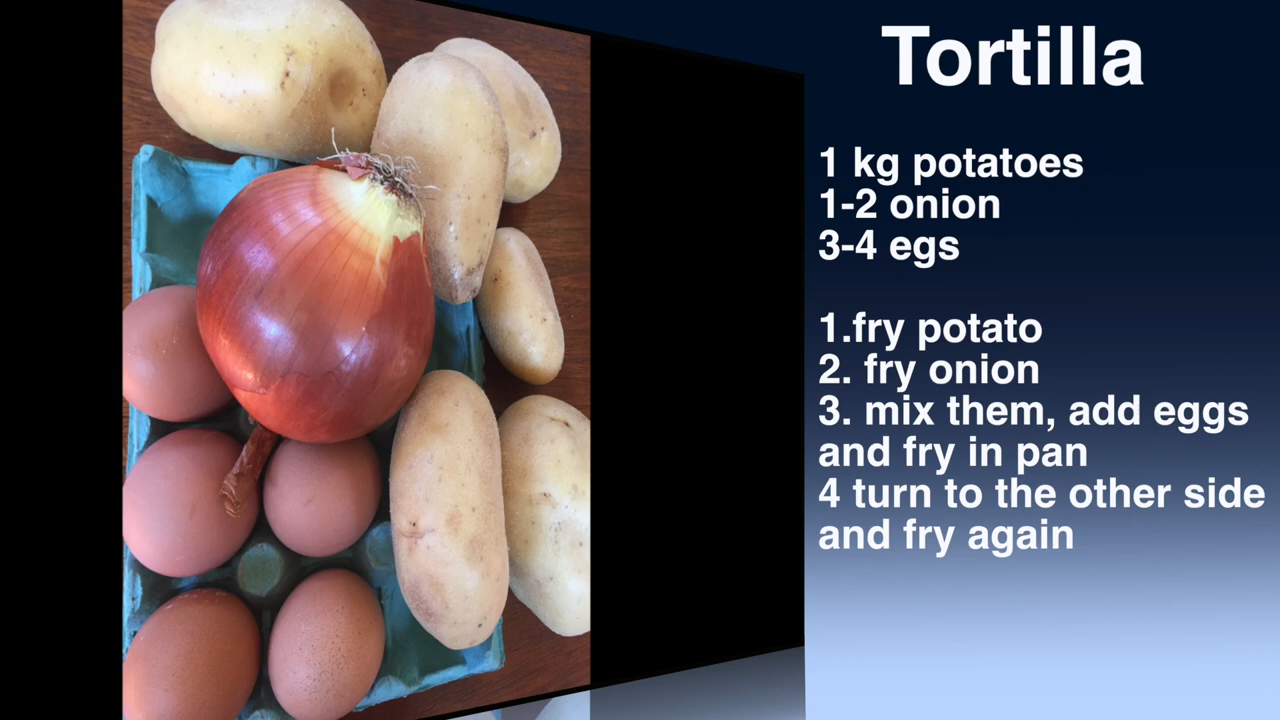 Tortilla
1 kg potatoes
1-2 onion
3-4 egs
1.fry potato
2. fry onion
3. mix them, add eggs
and fry in pan
4 turn to the other side
and fry again